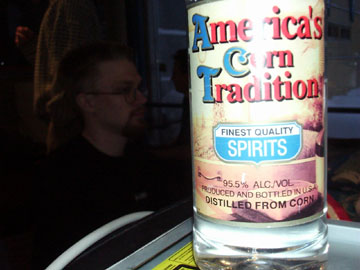 America's
Corn
Tradition
FINEST QUALITY
SPIRITS
95.5% ALC./VOL.
PRODUCED AND BOTTLED IN U.S.A.
DISTILLED FROM CORN